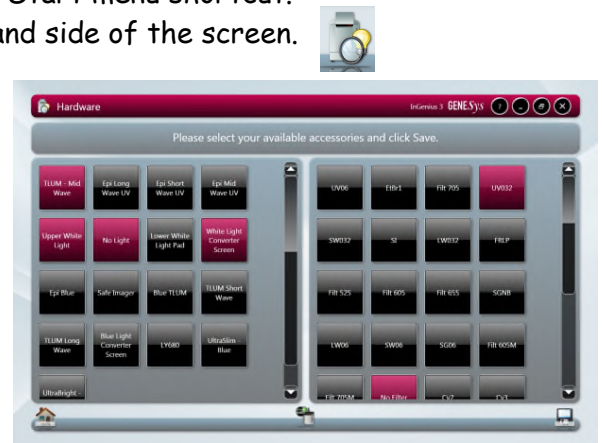 Start menu shortcut.
and side of the screen.
Hardware
InGenius 3 GENESys
?
Please select your available accessories and click Save.
TLUM - Mid Wave
Epi Long Wave UV
Epi Short Wave UV
Epi Mid Wave UV
Upper White Light
No Light
Lower White Light Pad
White Light Converter Screen
Epi Blue
Safe Imager
Blue TLUM
TLUM Short Wave
TLUM Long Wave
Blue Light Converter Screen
LY680
UltraSlim - Blue
UltraBright -
UV06
EtBr1
Filt 705
UV032
SW032
SI
LW032
FRLP
Filt 525
Filt 605
Filt 655
SGNB
LW06
SW06
SG06
Filt 605M
Filt 705M
No Filter
Cy2
Cy3